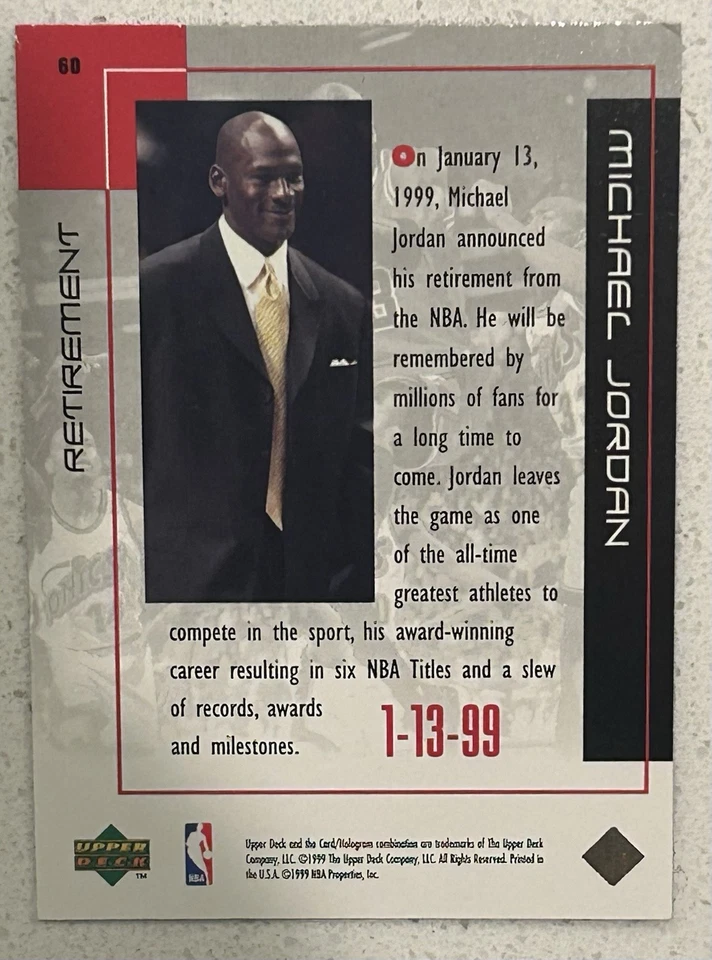 60
RETIREMENT
MICHAEL JORDAN
On January 13,
1999, Michael
Jordan announced
his retirement from
the NBA. He will be
remembered by
millions of fans for
a long time to
come. Jordan leaves
the game as one
of the all-time
greatest athletes to
compete in the sport, his award-winning
career resulting in six NBA Titles and a slew
of records, awards
and milestones.
1-13-99
UPPER
DECK
TM
NBA
Upper Deck and the Card/Hologram combination are trademarks of The Upper Deck
Company, LLC. ©1999 The Upper Deck Company, LLC. All Rights Reserved. Printed in
the U.S.A. ©1999 NBA Properties, Inc.